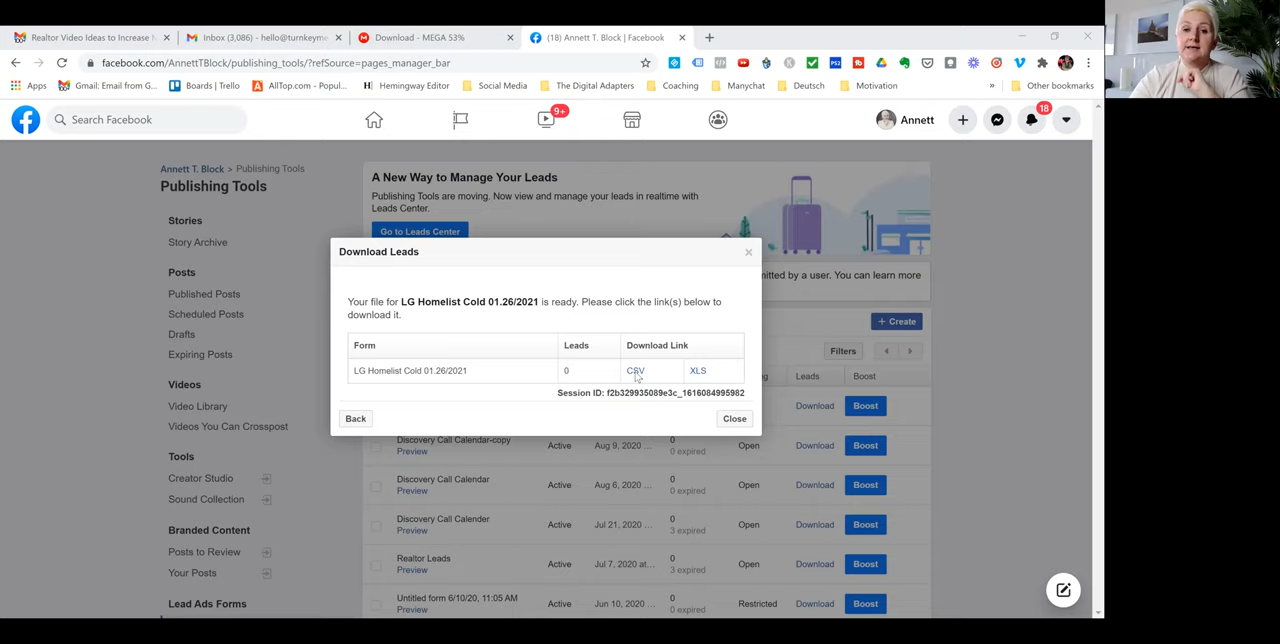 Realtor Video Ideas to Increase
Inbox (3,086) - hello@turnkeyme
Download - MEGA 53%
(18) Annett T. Block | Facebook
facebook.com/AnnettTBlock/publishing_tools/?refSource=pages_manager_bar
Apps
Gmail: Email from G...
Boards | Trello
AllTop.com - Popul...
Hemingway Editor
Social Media
The Digital Adapters
Coaching
Manychat
Deutsch
Motivation
Other bookmarks
Search Facebook
9+
Annett
18
Annett T. Block > Publishing Tools
Publishing Tools
Stories
Story Archive
Posts
Published Posts
Scheduled Posts
Drafts
Expiring Posts
Videos
Video Library
Videos You Can Crosspost
Tools
Creator Studio
Sound Collection
Branded Content
Posts to Review
Your Posts
Lead Ads Forms
A New Way to Manage Your Leads
Publishing Tools are moving. Now view and manage your leads in realtime with
Leads Center.
Go to Leads Center
mitted by a user. You can learn more
+ Create
Filters
Leads Boost
Download Boost
Download Leads
Your file for LG Homelist Cold 01.26/2021 is ready. Please click the link(s) below to
download it.
Form Leads Download Link
LG Homelist Cold 01.26/2021 0 CSV XLS
Session ID: f2b329935089e3c_1616084995982
Back Close
Discovery Call Calendar-copy Active Aug 9, 2020 ... 0 Open Download Boost
Preview 0 expired
Discovery Call Calendar Active Aug 6, 2020 ... 0 Open Download Boost
Preview 0 expired
Discovery Call Calender Active Jul 21, 2020 ... 0 Open Download Boost
Preview 3 expired
Realtor Leads Active Jul 7, 2020 at... 0 Open Download Boost
Preview 3 expired
Untitled form 6/10/20, 11:05 AM Active Jun 10, 2020 ... 0 Restricted Download Boost
Preview 0 expired